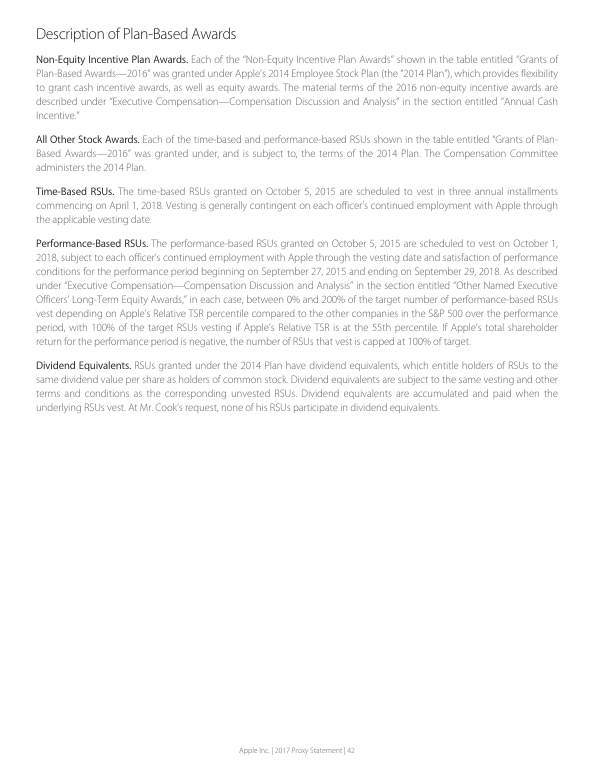 Description of Plan-Based Awards
Non-Equity Incentive Plan Awards. Each of the “Non-Equity Incentive Plan Awards” shown in the table entitled “Grants of
Plan-Based Awards—2016” was granted under Apple’s 2014 Employee Stock Plan (the “2014 Plan”), which provides flexibility
to grant cash incentive awards, as well as equity awards. The material terms of the 2016 non-equity incentive awards are
described under “Executive Compensation—Compensation Discussion and Analysis” in the section entitled “Annual Cash
Incentive.”
All Other Stock Awards. Each of the time-based and performance-based RSUs shown in the table entitled “Grants of Plan-
Based Awards—2016” was granted under, and is subject to, the terms of the 2014 Plan. The Compensation Committee
administers the 2014 Plan.
Time-Based RSUs. The time-based RSUs granted on October 5, 2015 are scheduled to vest in three annual installments
commencing on April 1, 2018. Vesting is generally contingent on each officer’s continued employment with Apple through
the applicable vesting date.
Performance-Based RSUs. The performance-based RSUs granted on October 5, 2015 are scheduled to vest on October 1,
2018, subject to each officer’s continued employment with Apple through the vesting date and satisfaction of performance
conditions for the performance period beginning on September 27, 2015 and ending on September 29, 2018. As described
under “Executive Compensation—Compensation Discussion and Analysis” in the section entitled “Other Named Executive
Officers’ Long-Term Equity Awards,” in each case, between 0% and 200% of the target number of performance-based RSUs
vest depending on Apple’s Relative TSR percentile compared to the other companies in the S&P 500 over the performance
period, with 100% of the target RSUs vesting if Apple’s Relative TSR is at the 55th percentile. If Apple’s total shareholder
return for the performance period is negative, the number of RSUs that vest is capped at 100% of target.
Dividend Equivalents. RSUs granted under the 2014 Plan have dividend equivalents, which entitle holders of RSUs to the
same dividend value per share as holders of common stock. Dividend equivalents are subject to the same vesting and other
terms and conditions as the corresponding unvested RSUs. Dividend equivalents are accumulated and paid when the
underlying RSUs vest. At Mr. Cook’s request, none of his RSUs participate in dividend equivalents.
Apple Inc. | 2017 Proxy Statement | 42